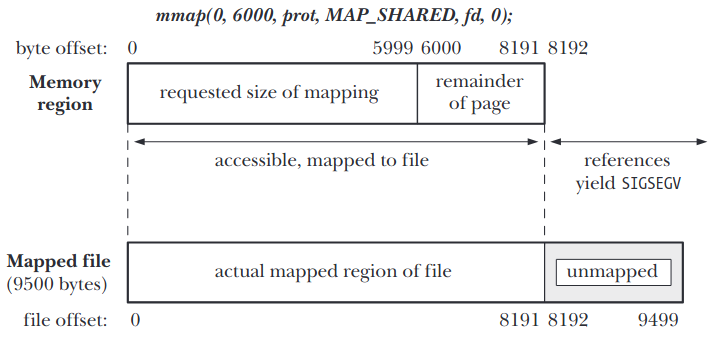 mmap(0, 6000, prot, MAP_SHARED, fd, 0);
byte offset: 0 5999 6000 8191 8192
Memory region
requested size of mapping
remainder of page
accessible, mapped to file
references yield SIGSEGV
Mapped file (9500 bytes)
actual mapped region of file
unmapped
file offset: 0 8191 8192 9499